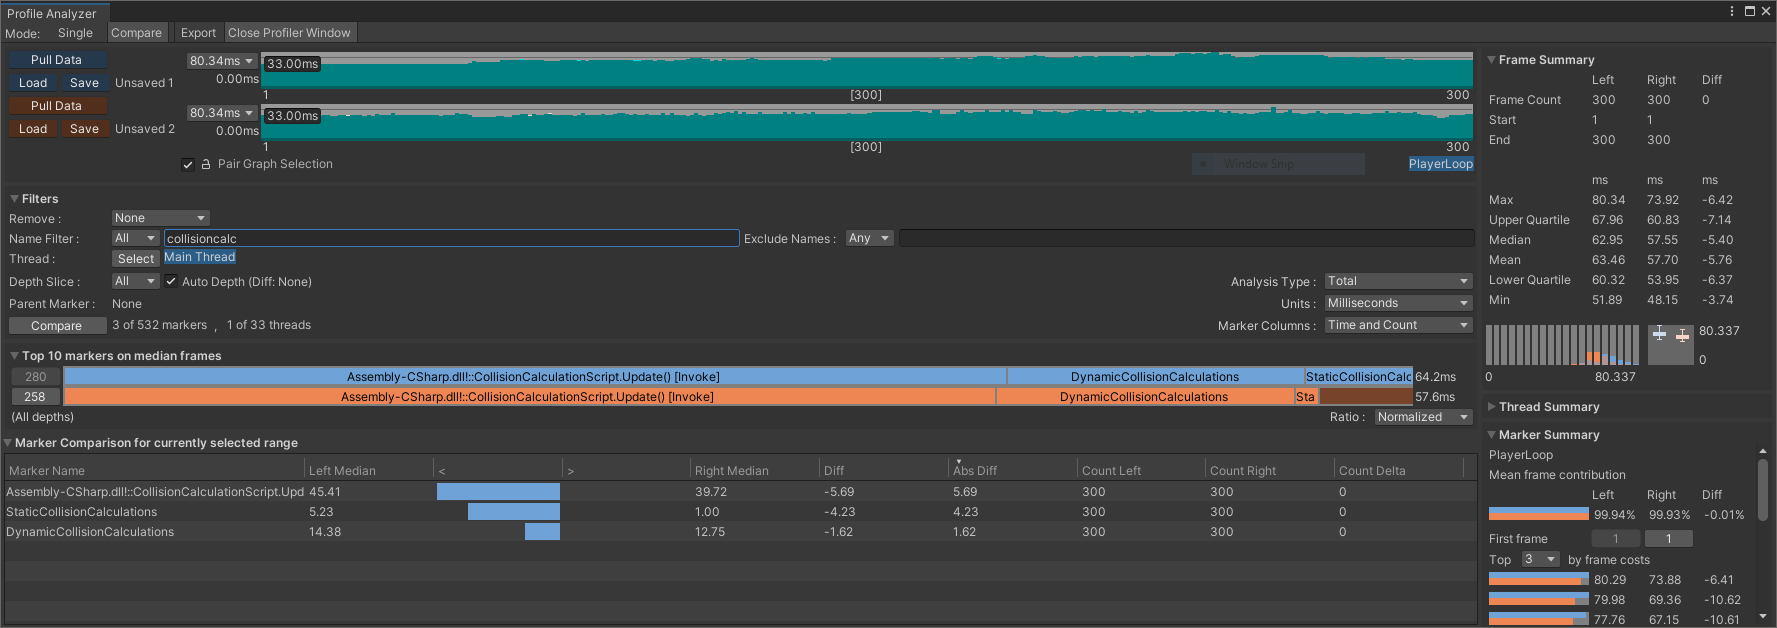 Profile Analyzer
Mode: Single Compare Export Close Profiler Window
Pull Data
Load Save Unsaved 1
80.34ms
0.00ms
33.00ms
1 [300] 300
Pull Data
Load Save Unsaved 2
80.34ms
0.00ms
33.00ms
1 [300] 300
Pair Graph Selection
Window Snip
PlayerLoop
Filters
Remove : None
Name Filter : All collisioncalc Exclude Names : Any
Thread : Select Main Thread
Depth Slice : All Auto Depth (Diff: None) Analysis Type : Total
Parent Marker : None Units : Milliseconds
Compare 3 of 532 markers , 1 of 33 threads Marker Columns : Time and Count
Top 10 markers on median frames
280 Assembly-CSharp.dll!::CollisionCalculationScript.Update() [Invoke] DynamicCollisionCalculations StaticCollisionCalc 64.2ms
258 Assembly-CSharp.dll!::CollisionCalculationScript.Update() [Invoke] DynamicCollisionCalculations Sta 57.6ms
(All depths) Ratio : Normalized
Marker Comparison for currently selected range
Marker Name Left Median < > Right Median Diff Abs Diff Count Left Count Right Count Delta
Assembly-CSharp.dll!::CollisionCalculationScript.Upd 45.41 39.72 -5.69 5.69 300 300 0
StaticCollisionCalculations 5.23 1.00 -4.23 4.23 300 300 0
DynamicCollisionCalculations 14.38 12.75 -1.62 1.62 300 300 0
Frame Summary
Left Right Diff
Frame Count 300 300 0
Start 1 1
End 300 300
ms ms ms
Max 80.34 73.92 -6.42
Upper Quartile 67.96 60.83 -7.14
Median 62.95 57.55 -5.40
Mean 63.46 57.70 -5.76
Lower Quartile 60.32 53.95 -6.37
Min 51.89 48.15 -3.74
80.337
0
0 80.337
Thread Summary
Marker Summary
PlayerLoop
Mean frame contribution
Left Right Diff
99.94% 99.93% -0.01%
First frame 1 1
Top 3 by frame costs
80.29 73.88 -6.41
79.98 69.36 -10.62
77.76 67.15 -10.61